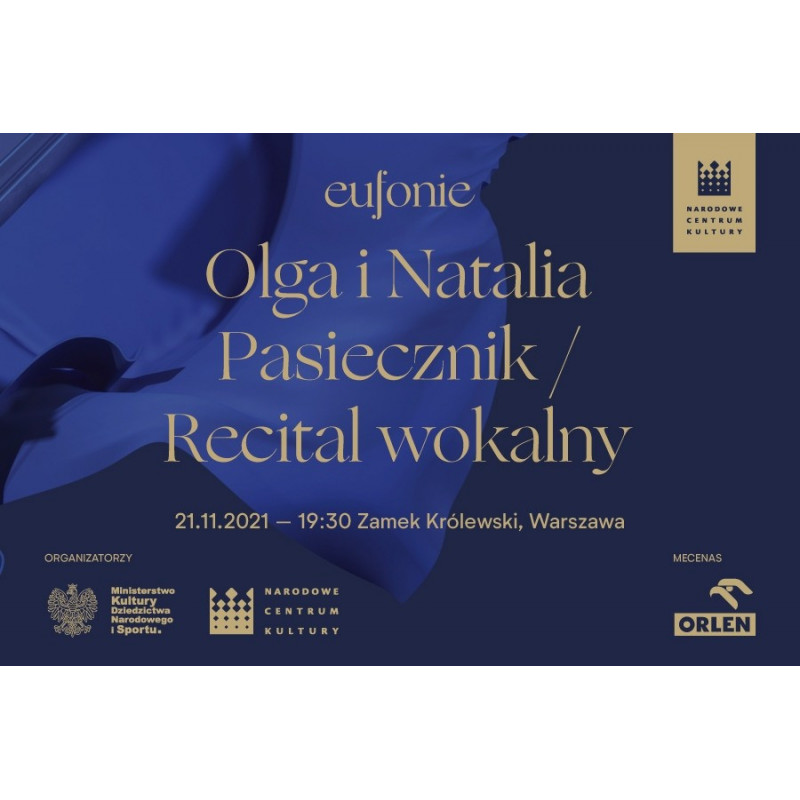 eufonie
NARODOWE
CENTRUM
KULTURY
Olga i Natalia
Pasiecznik /
Recital wokalny
21.11.2021 — 19:30 Zamek Królewski, Warszawa
ORGANIZATORZY
Ministerstwo
Kultury
Dziedzictwa
Narodowego
i Sportu.
NARODOWE
CENTRUM
KULTURY
MECENAS
ORLEN